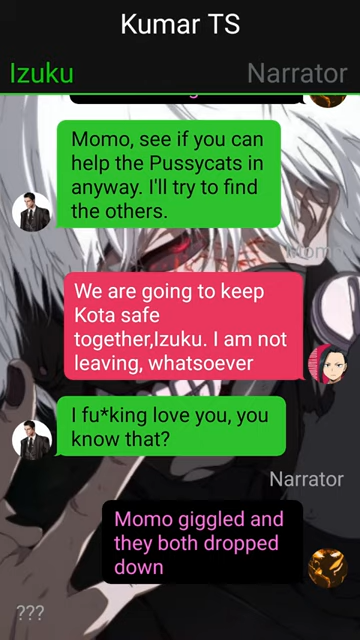 Kumar TS
Izuku
Narrator
Momo, see if you can
help the Pussycats in
anyway. I'll try to find
the others.
Momo
We are going to keep
Kota safe
together,Izuku. I am not
leaving, whatsoever
I fu*king love you, you
know that?
Narrator
Momo giggled and
they both dropped
down
???